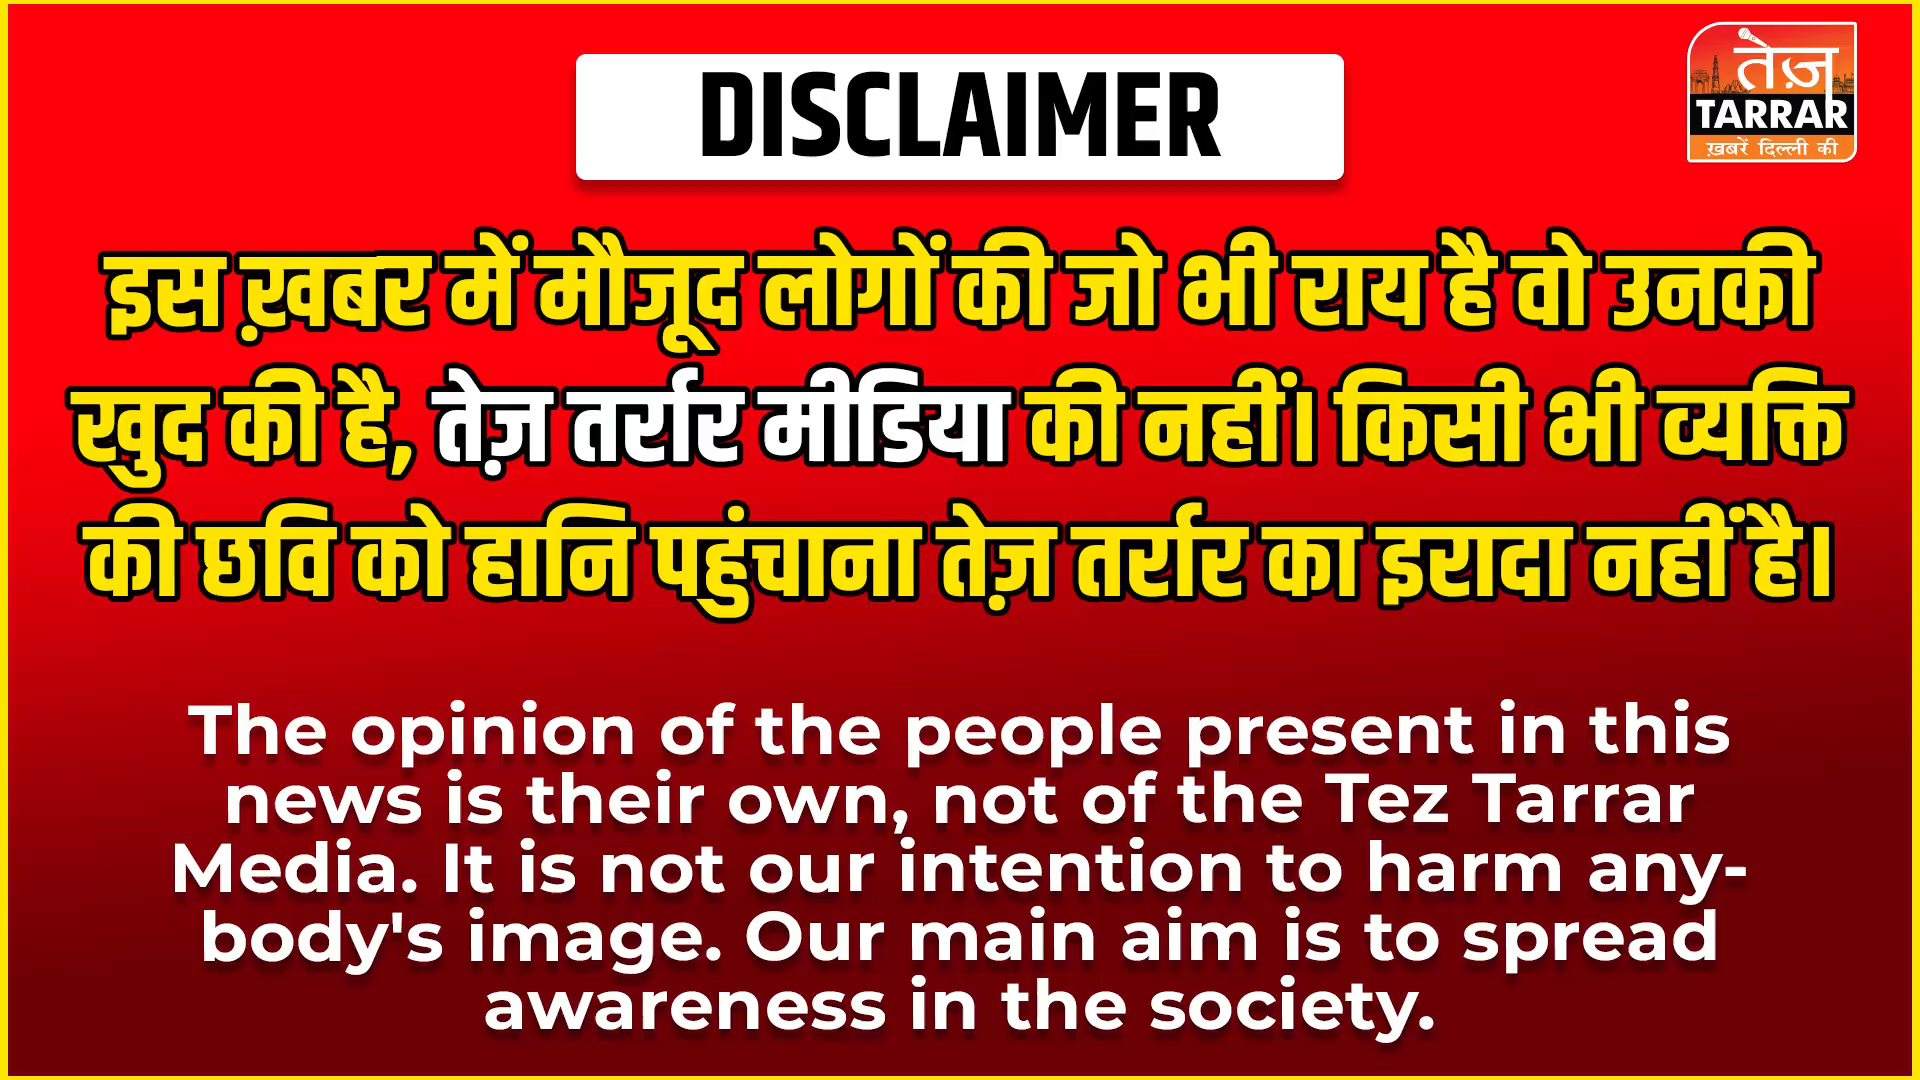 DISCLAIMER
तेज़
TARRAR
ख़बरें दिल्ली की
इस ख़बर में मौजूद लोगों की जो भी राय है वो उनकी
खुद की है, तेज़ तर्रार मीडिया की नहीं। किसी भी व्यक्ति
की छवि को हानि पहुंचाना तेज़ तर्रार का इरादा नहीं है।
The opinion of the people present in this
news is their own, not of the Tez Tarrar
Media. It is not our intention to harm any-
body's image. Our main aim is to spread
awareness in the society.